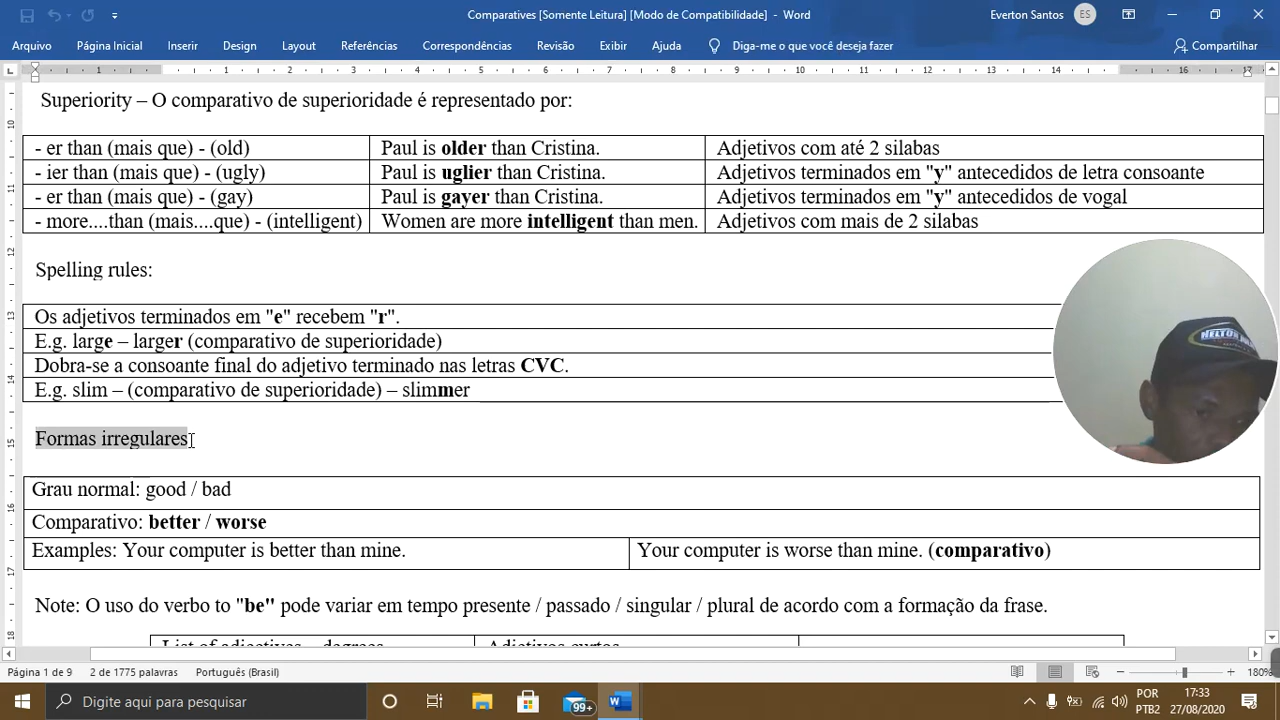 Comparatives [Somente Leitura] [Modo de Compatibilidade] - Word
Everton Santos
ES
Arquivo
Página Inicial
Inserir
Design
Layout
Referências
Correspondências
Revisão
Exibir
Ajuda
Diga-me o que você deseja fazer
Compartilhar
Superiority – O comparativo de superioridade é representado por:
- er than (mais que) - (old) Paul is older than Cristina. Adjetivos com até 2 silabas
- ier than (mais que) - (ugly) Paul is uglier than Cristina. Adjetivos terminados em "y" antecedidos de letra consoante
- er than (mais que) - (gay) Paul is gayer than Cristina. Adjetivos terminados em "y" antecedidos de vogal
- more....than (mais....que) - (intelligent) Women are more intelligent than men. Adjetivos com mais de 2 silabas
Spelling rules:
Os adjetivos terminados em "e" recebem "r".
E.g. large – larger (comparativo de superioridade)
Dobra-se a consoante final do adjetivo terminado nas letras CVC.
E.g. slim – (comparativo de superioridade) – slimmer
Formas irregulares
Grau normal: good / bad
Comparativo: better / worse
Examples: Your computer is better than mine. Your computer is worse than mine. (comparativo)
Note: O uso do verbo to "be" pode variar em tempo presente / passado / singular / plural de acordo com a formação da frase.
List of adjectives – degrees Adjetivos curtos
Página 1 de 9
2 de 1775 palavras
Português (Brasil)
180%
Digite aqui para pesquisar
99+
POR
PTB2
17:33
27/08/2020